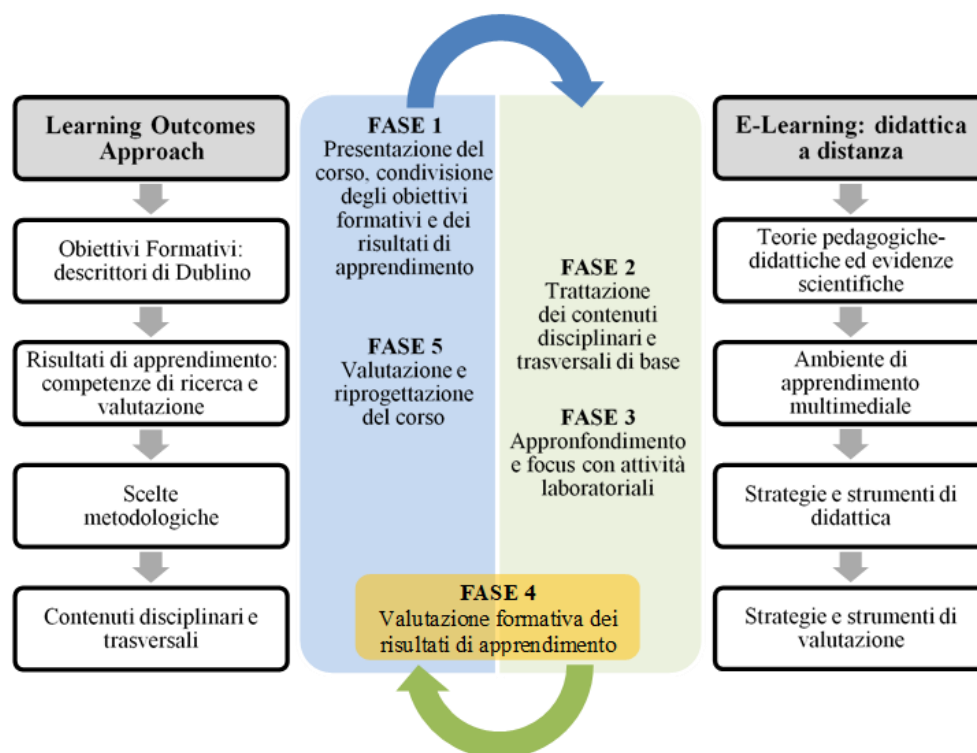 Learning Outcomes
Approach
Obiettivi Formativi:
descrittori di Dublino
Risultati di apprendimento:
competenze di ricerca e
valutazione
Scelte
metodologiche
Contenuti disciplinari e
trasversali
FASE 1
Presentazione del
corso, condivisione
degli obiettivi
formativi e dei
risultati di
apprendimento
FASE 5
Valutazione e
riprogettazione
del corso
FASE 2
Trattazione
dei contenuti
disciplinari e
trasversali di base
FASE 3
Appronfondimento
e focus con attività
laboratoriali
FASE 4
Valutazione formativa dei
risultati di apprendimento
E-Learning: didattica
a distanza
Teorie pedagogiche-
didattiche ed evidenze
scientifiche
Ambiente di
apprendimento
multimediale
Strategie e strumenti di
didattica
Strategie e strumenti di
valutazione